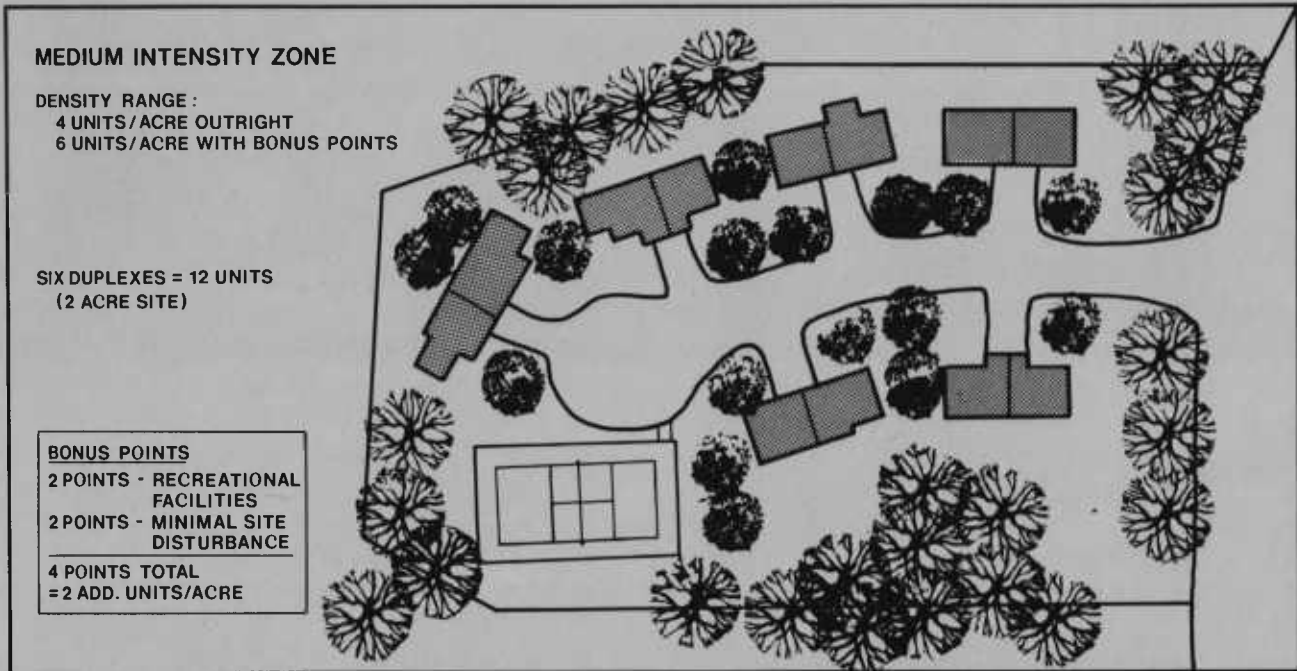 MEDIUM INTENSITY ZONE
DENSITY RANGE :
4 UNITS/ACRE OUTRIGHT
6 UNITS/ACRE WITH BONUS POINTS
SIX DUPLEXES = 12 UNITS
(2 ACRE SITE)
BONUS POINTS
2 POINTS - RECREATIONAL
FACILITIES
2 POINTS - MINIMAL SITE
DISTURBANCE
4 POINTS TOTAL
= 2 ADD. UNITS/ACRE